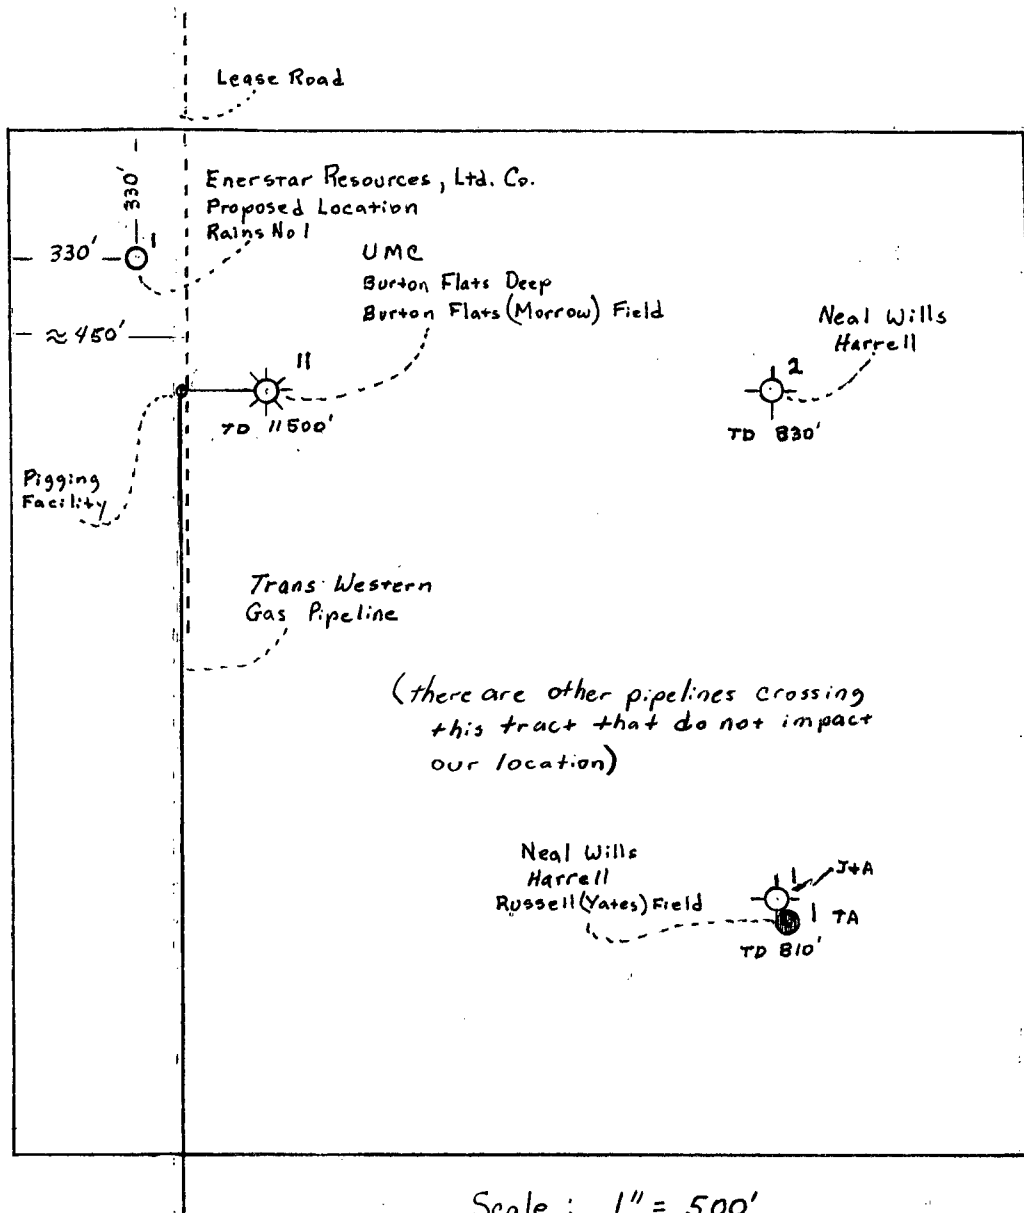 Lease Road
330'
Enerstar Resources, Ltd. Co.
Proposed Location
Rains No 1
330'
1
UMC
Burton Flats Deep
Burton Flats (Morrow) Field
≈ 450'
Neal Wills
Harrell
11
TD 11500'
2
TD 830'
Pigging
Facility
Trans Western
Gas Pipeline
(there are other pipelines crossing
this tract that do not impact
our location)
Neal Wills
Harrell
Russell (Yates) Field
1
J+A
1 TA
TD 810'
Scale : 1" = 500'